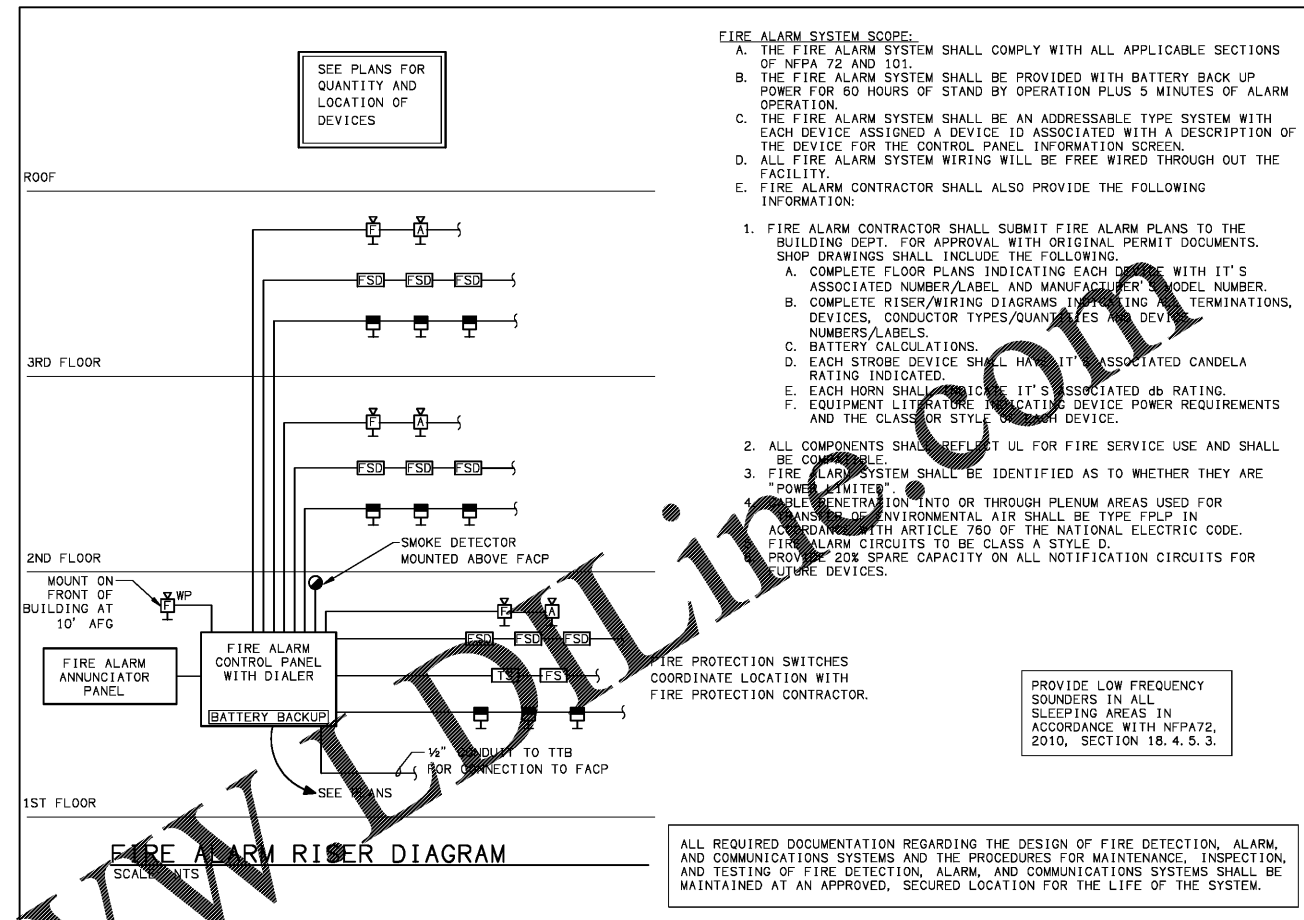 SEE PLANS FOR
QUANTITY AND
LOCATION OF
DEVICES
ROOF
F
A
FSD
FSD
FSD
3RD FLOOR
F
A
FSD
FSD
FSD
SMOKE DETECTOR
MOUNTED ABOVE FACP
2ND FLOOR
MOUNT ON
FRONT OF
BUILDING AT
10' AFG
F
WP
FIRE ALARM
ANNUNCIATOR
PANEL
FIRE ALARM
CONTROL PANEL
WITH DIALER
BATTERY BACKUP
F
A
FSD
FSD
FSD
TS
FS
FIRE PROTECTION SWITCHES
COORDINATE LOCATION WITH
FIRE PROTECTION CONTRACTOR.
½" CONDUIT TO TTB
FOR CONNECTION TO FACP
SEE PLANS
1ST FLOOR
FIRE ALARM RISER DIAGRAM
SCALE NTS
FIRE ALARM SYSTEM SCOPE:
A. THE FIRE ALARM SYSTEM SHALL COMPLY WITH ALL APPLICABLE SECTIONS
OF NFPA 72 AND 101.
B. THE FIRE ALARM SYSTEM SHALL BE PROVIDED WITH BATTERY BACK UP
POWER FOR 60 HOURS OF STAND BY OPERATION PLUS 5 MINUTES OF ALARM
OPERATION.
C. THE FIRE ALARM SYSTEM SHALL BE AN ADDRESSABLE TYPE SYSTEM WITH
EACH DEVICE ASSIGNED A DEVICE ID ASSOCIATED WITH A DESCRIPTION OF
THE DEVICE FOR THE CONTROL PANEL INFORMATION SCREEN.
D. ALL FIRE ALARM SYSTEM WIRING WILL BE FREE WIRED THROUGH OUT THE
FACILITY.
E. FIRE ALARM CONTRACTOR SHALL ALSO PROVIDE THE FOLLOWING
INFORMATION:
1. FIRE ALARM CONTRACTOR SHALL SUBMIT FIRE ALARM PLANS TO THE
BUILDING DEPT. FOR APPROVAL WITH ORIGINAL PERMIT DOCUMENTS.
SHOP DRAWINGS SHALL INCLUDE THE FOLLOWING.
A. COMPLETE FLOOR PLANS INDICATING EACH DEVICE WITH IT'S
ASSOCIATED NUMBER/LABEL AND MANUFACTURER'S MODEL NUMBER.
B. COMPLETE RISER/WIRING DIAGRAMS INDICATING ALL TERMINATIONS,
DEVICES, CONDUCTOR TYPES/QUANTITIES AND DEVICE
NUMBERS/LABELS.
C. BATTERY CALCULATIONS.
D. EACH STROBE DEVICE SHALL HAVE IT'S ASSOCIATED CANDELA
RATING INDICATED.
E. EACH HORN SHALL INDICATE IT'S ASSOCIATED db RATING.
F. EQUIPMENT LITERATURE INDICATING DEVICE POWER REQUIREMENTS
AND THE CLASS OR STYLE OF EACH DEVICE.
2. ALL COMPONENTS SHALL REFLECT UL FOR FIRE SERVICE USE AND SHALL
BE COMPATIBLE.
3. FIRE ALARM SYSTEM SHALL BE IDENTIFIED AS TO WHETHER THEY ARE
"POWER LIMITED".
4. CABLE PENETRATION INTO OR THROUGH PLENUM AREAS USED FOR
TRANSFER OF ENVIRONMENTAL AIR SHALL BE TYPE FPLP IN
ACCORDANCE WITH ARTICLE 760 OF THE NATIONAL ELECTRIC CODE.
FIRE ALARM CIRCUITS TO BE CLASS A STYLE D.
PROVIDE 20% SPARE CAPACITY ON ALL NOTIFICATION CIRCUITS FOR
FUTURE DEVICES.
PROVIDE LOW FREQUENCY
SOUNDERS IN ALL
SLEEPING AREAS IN
ACCORDANCE WITH NFPA72,
2010, SECTION 18.4.5.3.
ALL REQUIRED DOCUMENTATION REGARDING THE DESIGN OF FIRE DETECTION, ALARM,
AND COMMUNICATIONS SYSTEMS AND THE PROCEDURES FOR MAINTENANCE, INSPECTION,
AND TESTING OF FIRE DETECTION, ALARM, AND COMMUNICATIONS SYSTEMS SHALL BE
MAINTAINED AT AN APPROVED, SECURED LOCATION FOR THE LIFE OF THE SYSTEM.
LDILine.com